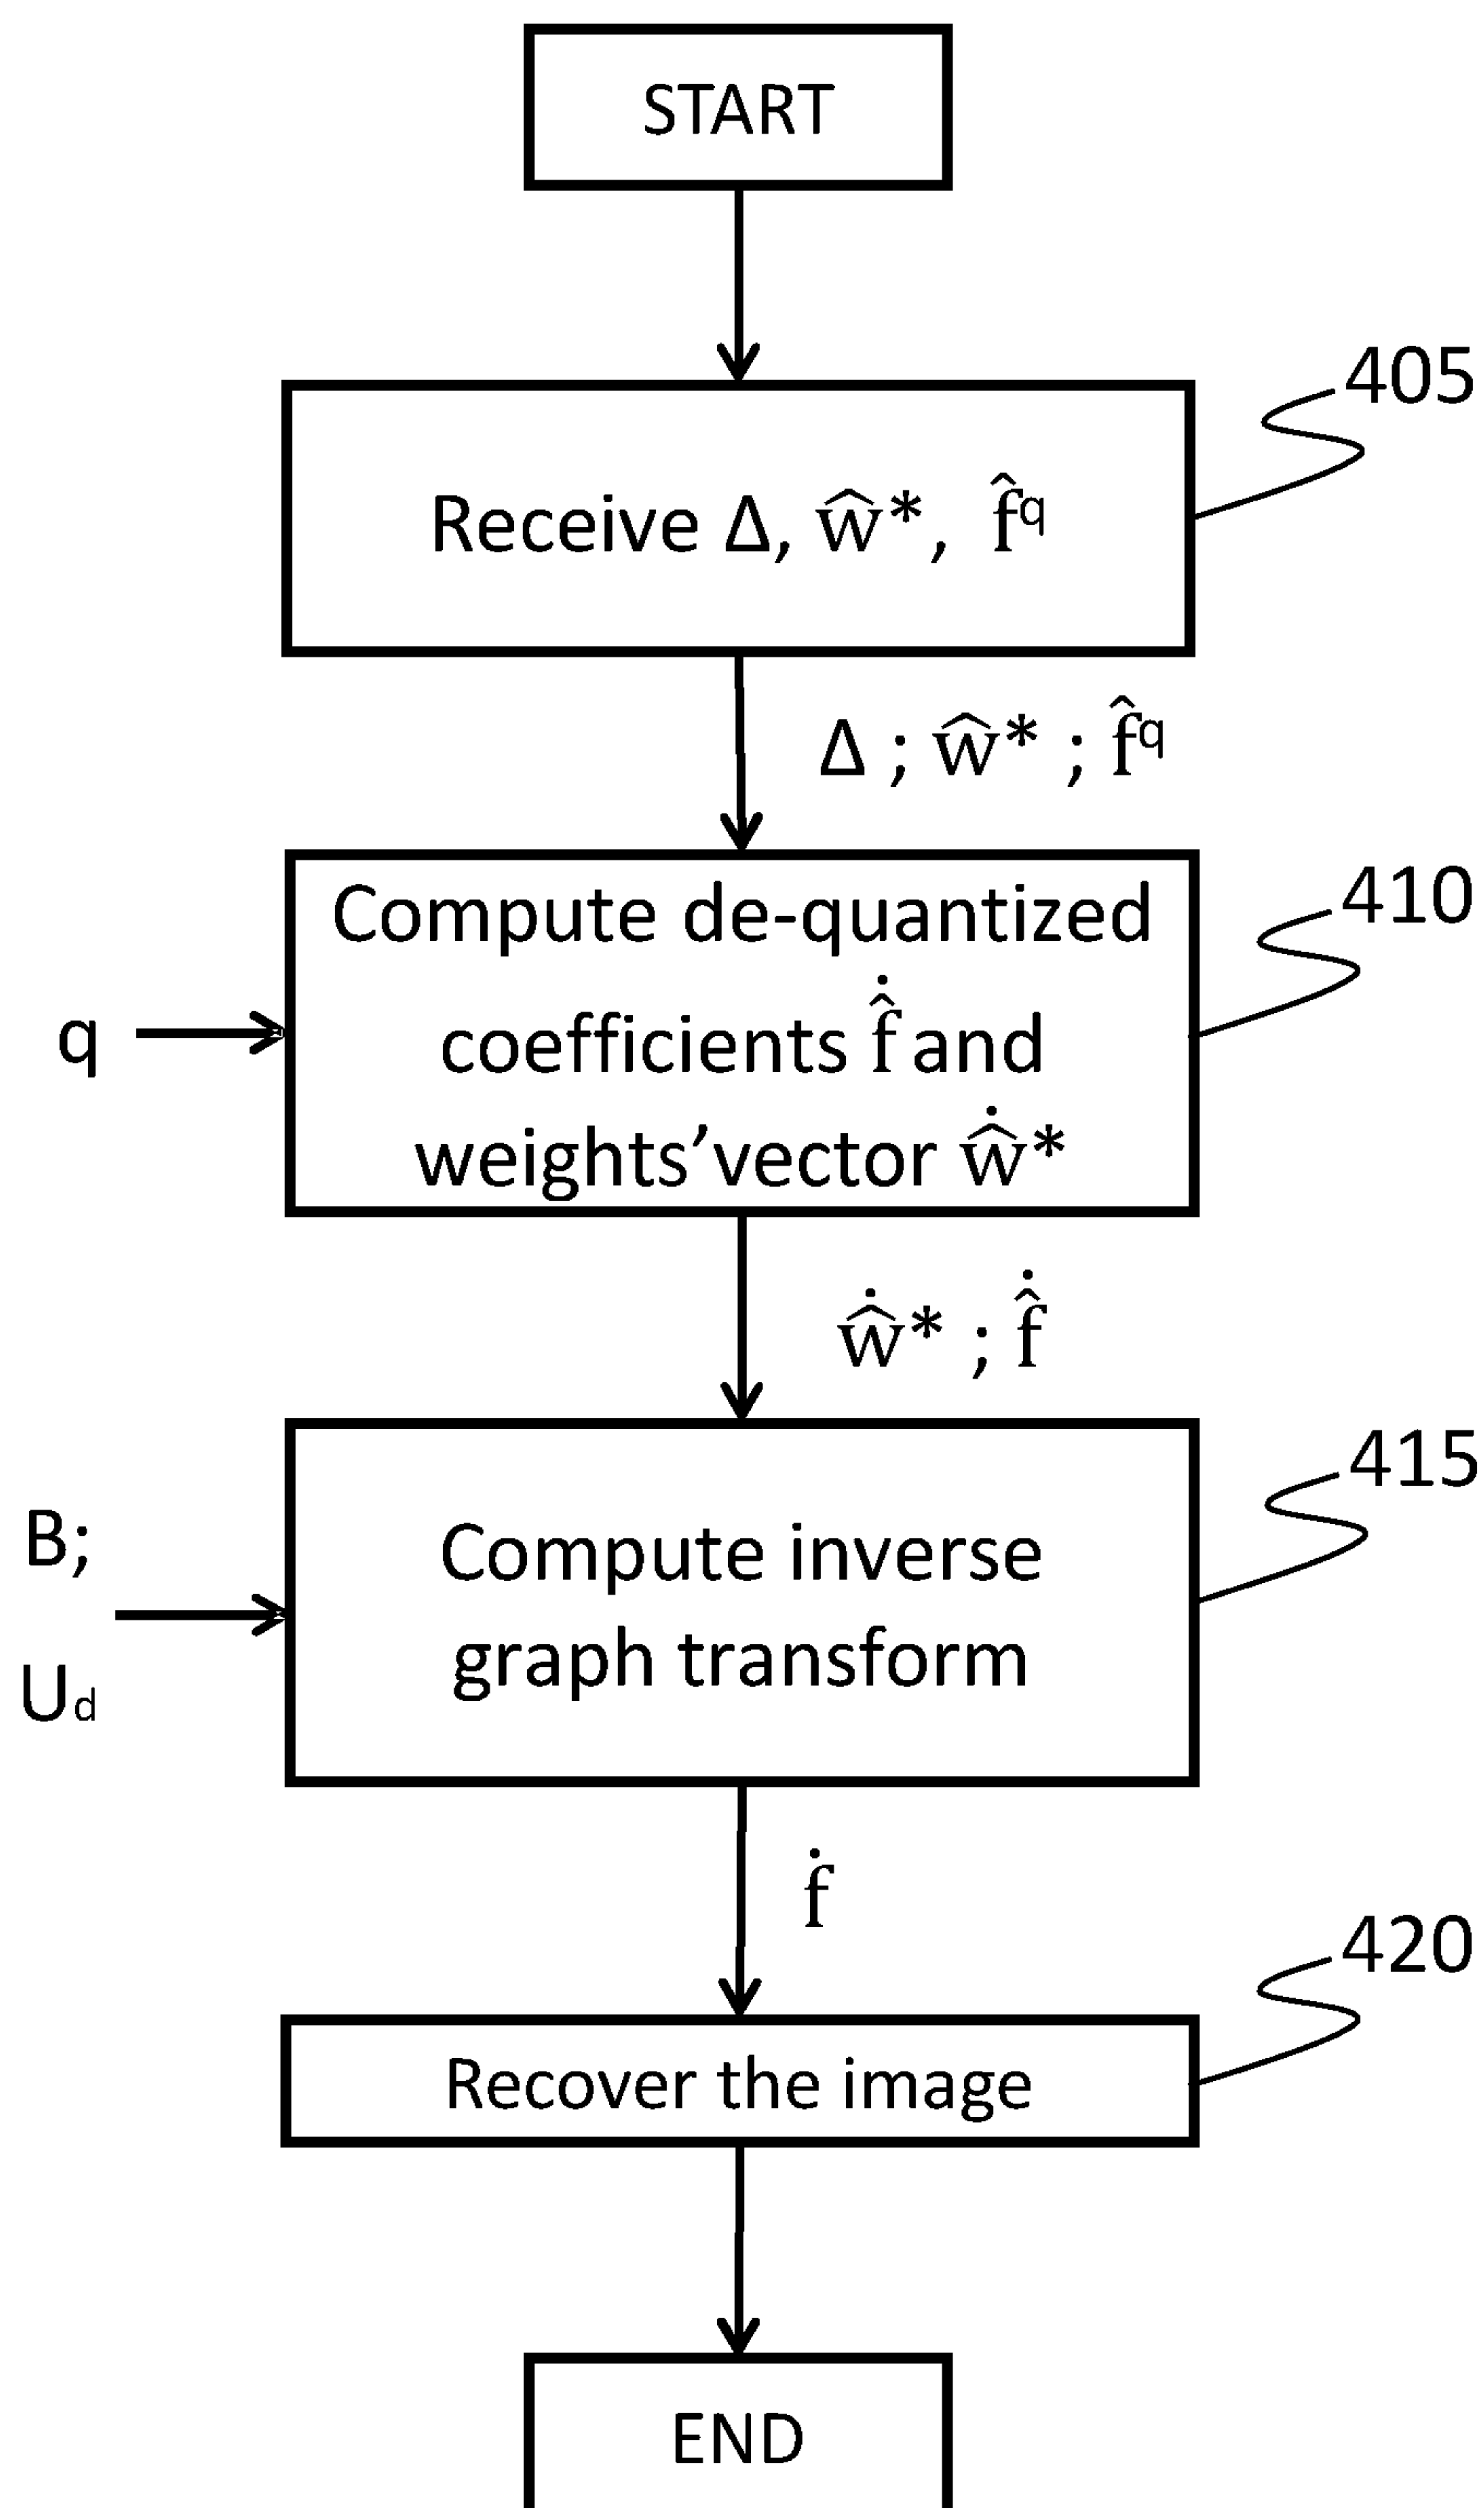 START
405
Receive Δ, ŵ*, f̂q
Δ ; ŵ* ; f̂q
410
Compute de-quantized
q
coefficients f̂̇ and
weights’vector ŵ̇*
ŵ̇* ; f̂̇
415
B;
Compute inverse
graph transform
Ud
ḟ
420
Recover the image
END